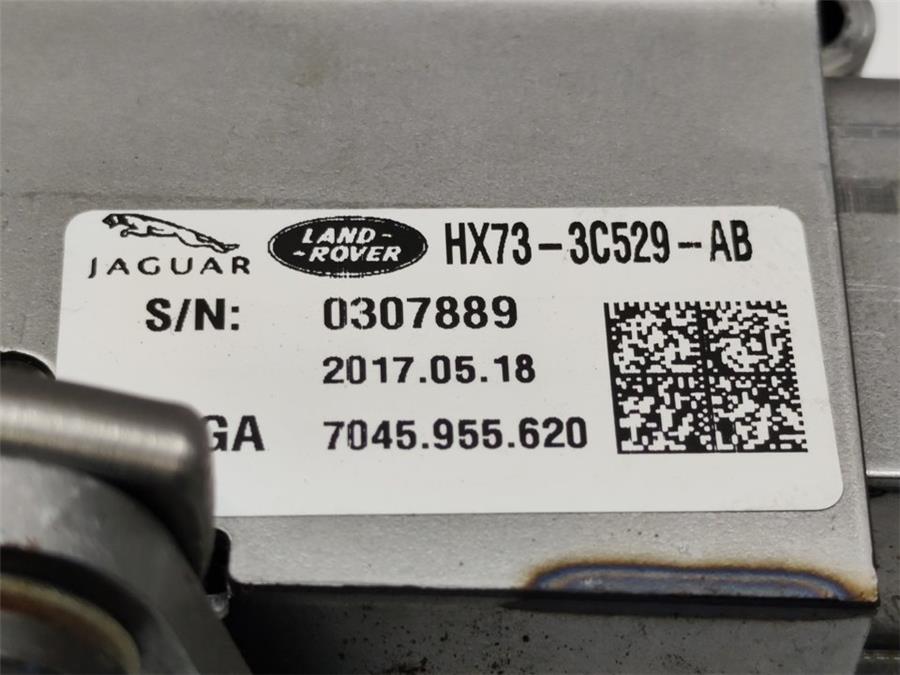 JAGUAR LAND-ROVER HX73-3C529-AB
S/N: 0307889
2017.05.18
GA 7045.955.620